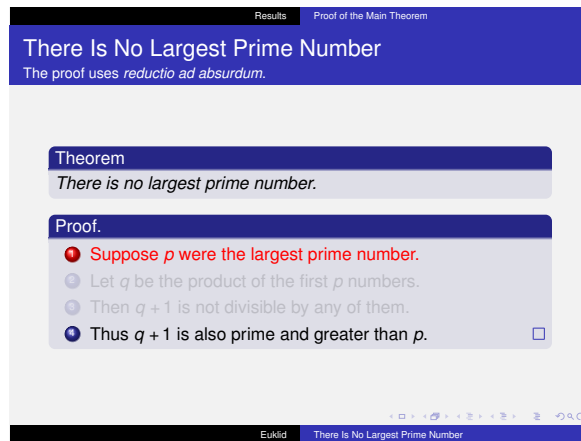 Results Proof of the Main Theorem
There Is No Largest Prime Number
The proof uses reductio ad absurdum.
Theorem
There is no largest prime number.
Proof.
1 Suppose p were the largest prime number.
2 Let q be the product of the first p numbers.
3 Then q + 1 is not divisible by any of them.
4 Thus q + 1 is also prime and greater than p.
Euklid There Is No Largest Prime Number